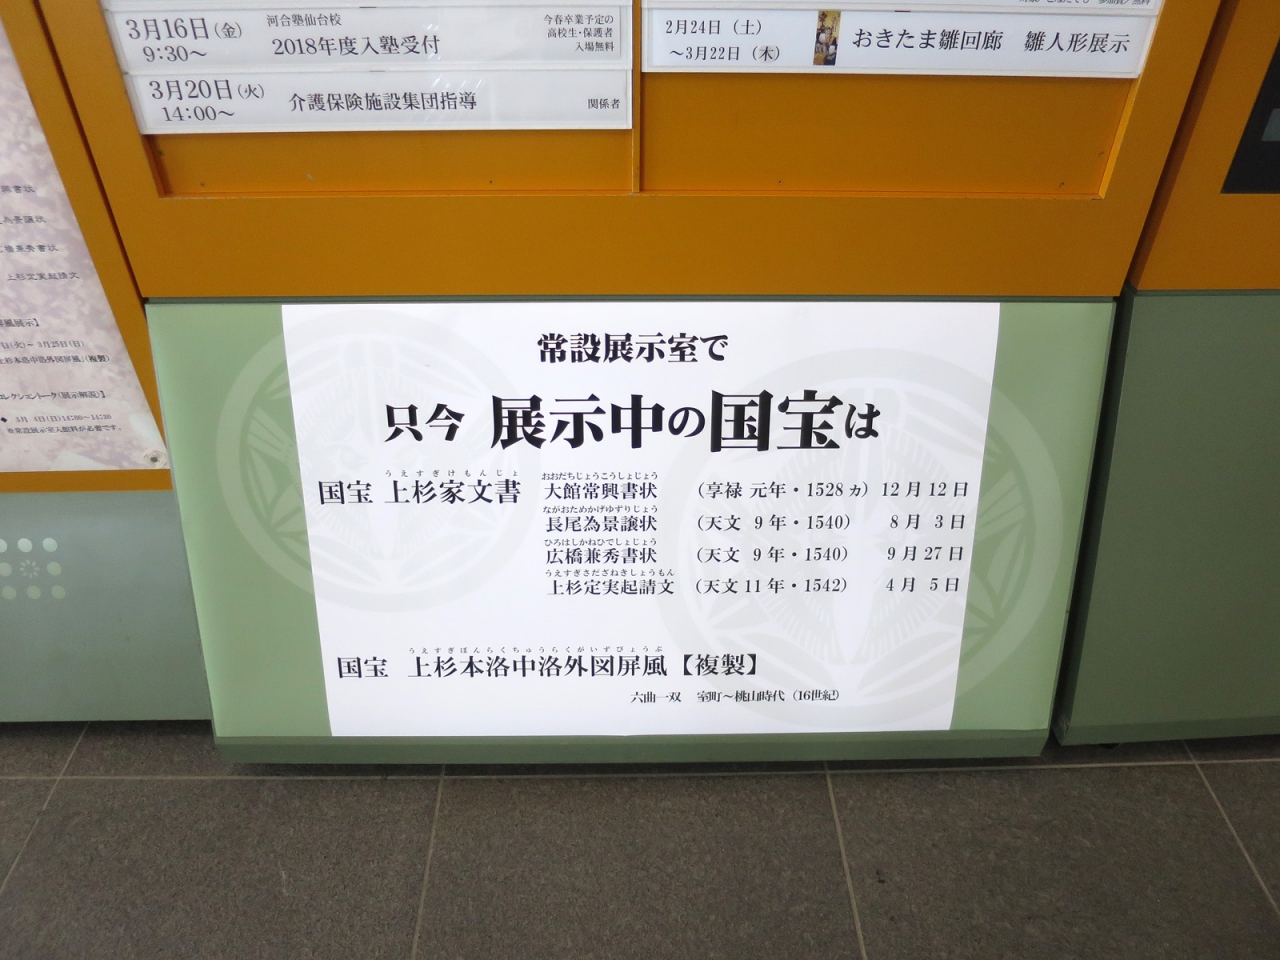 3月16日(金)
9:30～
河合塾仙台校
2018年度入塾受付
今春卒業予定の
高校生・保護者
入場無料
3月20日(火)
14:00～
介護保険施設集団指導
関係者
2月24日（土）
～3月22日（木）
おきたま雛回廊　雛人形展示
上杉定実起請文
常設展示室で
只今 展示中の国宝は
うえすぎけもんじょ
国宝 上杉家文書
おおだちじょうこうしょじょう
大館常興書状 （享禄 元年・1528 ヵ） 12月12日
ながおためかげゆずりじょう
長尾為景譲状 （天文 9年・1540） 8月 3日
ひろはしかねひでしょじょう
広橋兼秀書状 （天文 9年・1540） 9月27日
うえすぎさだざねきしょうもん
上杉定実起請文 （天文11年・1542） 4月 5日
うえすぎぼんらくちゅうらくがいずびょうぶ
国宝 上杉本洛中洛外図屏風【複製】
六曲一双　室町～桃山時代（16世紀）